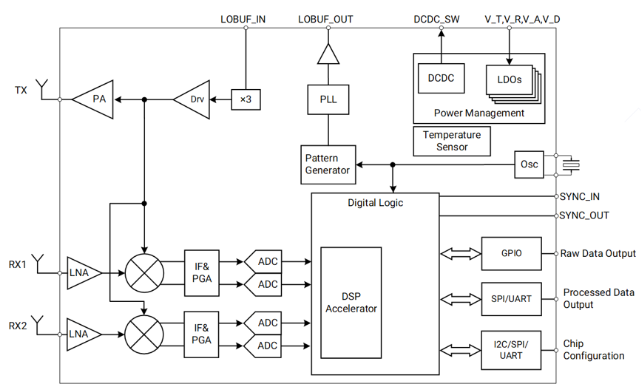 LOBUF_IN
LOBUF_OUT
DCDC_SW
V_T,V_R,V_A,V_D
TX
PA
Drv
×3
PLL
DCDC
LDOs
Power Management
Temperature
Sensor
Pattern
Generator
Osc
Digital Logic
SYNC_IN
SYNC_OUT
RX1
LNA
IF&
PGA
ADC
ADC
GPIO
Raw Data Output
DSP
Accelerator
SPI/UART
Processed Data
Output
RX2
LNA
IF&
PGA
ADC
ADC
I2C/SPI/
UART
Chip
Configuration